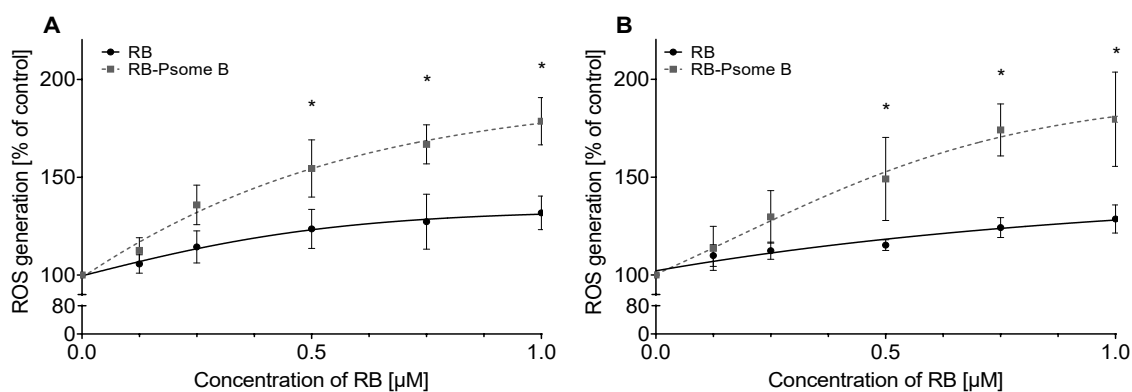 A
RB
RB-Psome B
ROS generation [% of control]
200
150
100
80
0
* * *
0.0 0.5 1.0
Concentration of RB [µM]
B
RB
RB-Psome B
ROS generation [% of control]
200
150
100
80
0
* * *
0.0 0.5 1.0
Concentration of RB [µM]